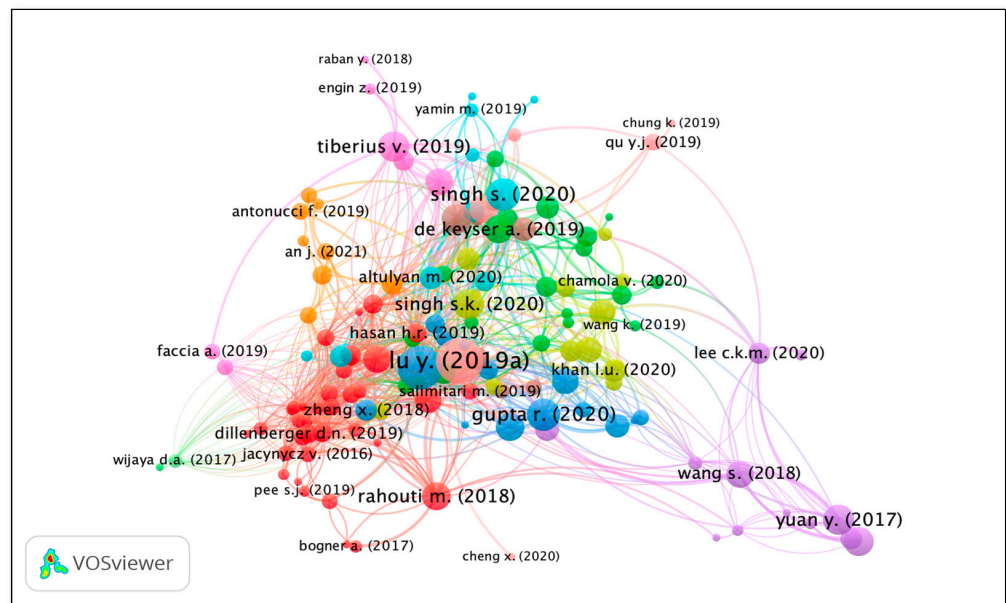 raban y. (2018)
engin z. (2019)
yamin m. (2019)
chung k. (2019)
qu y.j. (2019)
tiberius v. (2019)
singh s. (2020)
antonucci f. (2019)
de keyser a. (2019)
an j. (2021)
altulyan m. (2020)
chamola v. (2020)
singh s.k. (2020)
wang k. (2019)
hasan h.r. (2019)
faccia a. (2019)
lee c.k.m. (2020)
lu y. (2019a)
khan l.u. (2020)
salimitari m. (2019)
zheng x. (2018)
gupta r. (2020)
dillenberger d.n. (2019)
jacynycz v. (2016)
wijaya d.a. (2017)
wang s. (2018)
pee s.j. (2019)
rahouti m. (2018)
yuan y. (2017)
bogner a. (2017)
cheng x. (2020)
VOSviewer